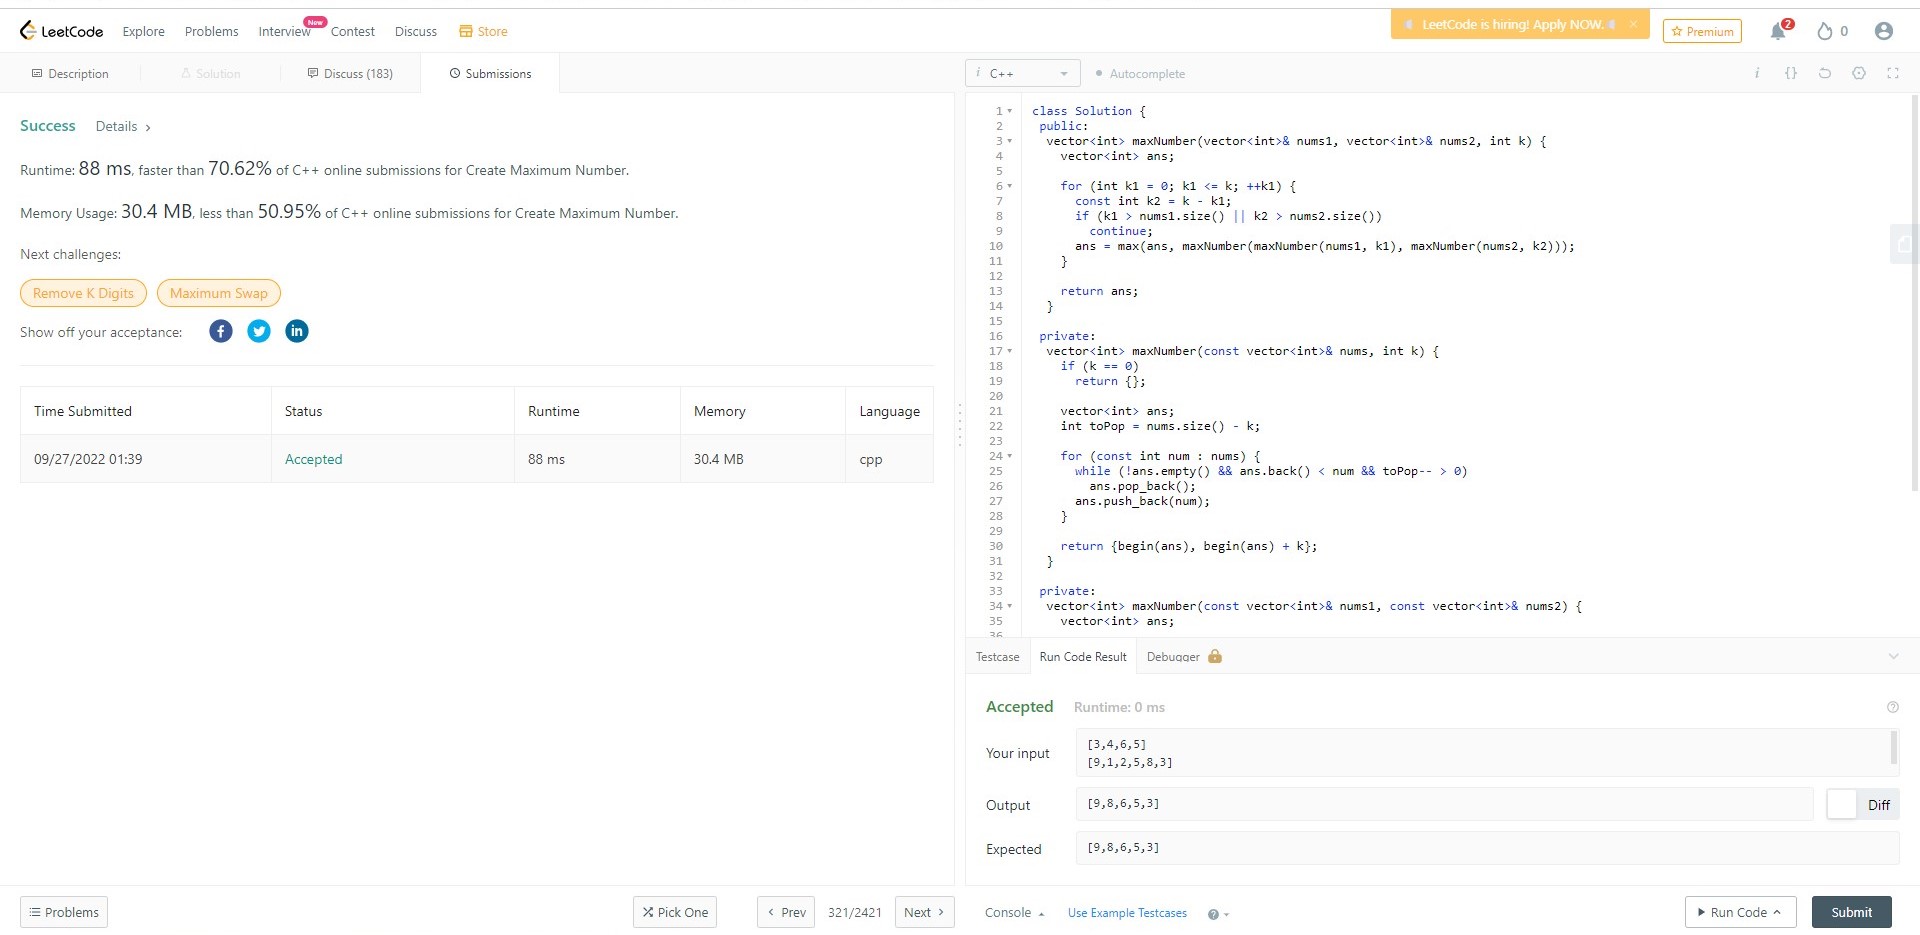 LeetCode Explore Problems Interview New Contest Discuss Store LeetCode is hiring! Apply NOW. × Premium 2 0
Description Solution Discuss (183) Submissions
i C++ Autocomplete i {}
Success Details >
Runtime: 88 ms, faster than 70.62% of C++ online submissions for Create Maximum Number.
Memory Usage: 30.4 MB, less than 50.95% of C++ online submissions for Create Maximum Number.
Next challenges:
Remove K Digits Maximum Swap
Show off your acceptance: f in
Time Submitted Status Runtime Memory Language
09/27/2022 01:39 Accepted 88 ms 30.4 MB cpp
1 class Solution {
2 public:
3 vector<int> maxNumber(vector<int>& nums1, vector<int>& nums2, int k) {
4 vector<int> ans;
5
6 for (int k1 = 0; k1 <= k; ++k1) {
7 const int k2 = k - k1;
8 if (k1 > nums1.size() || k2 > nums2.size())
9 continue;
10 ans = max(ans, maxNumber(maxNumber(nums1, k1), maxNumber(nums2, k2)));
11 }
12
13 return ans;
14 }
15
16 private:
17 vector<int> maxNumber(const vector<int>& nums, int k) {
18 if (k == 0)
19 return {};
20
21 vector<int> ans;
22 int toPop = nums.size() - k;
23
24 for (const int num : nums) {
25 while (!ans.empty() && ans.back() < num && toPop-- > 0)
26 ans.pop_back();
27 ans.push_back(num);
28 }
29
30 return {begin(ans), begin(ans) + k};
31 }
32
33 private:
34 vector<int> maxNumber(const vector<int>& nums1, const vector<int>& nums2) {
35 vector<int> ans;
36
Testcase Run Code Result Debugger
Accepted Runtime: 0 ms
Your input
[3,4,6,5]
[9,1,2,5,8,3]
Output [9,8,6,5,3] Diff
Expected [9,8,6,5,3]
Problems Pick One < Prev 321/2421 Next > Console Use Example Testcases ? Run Code Submit